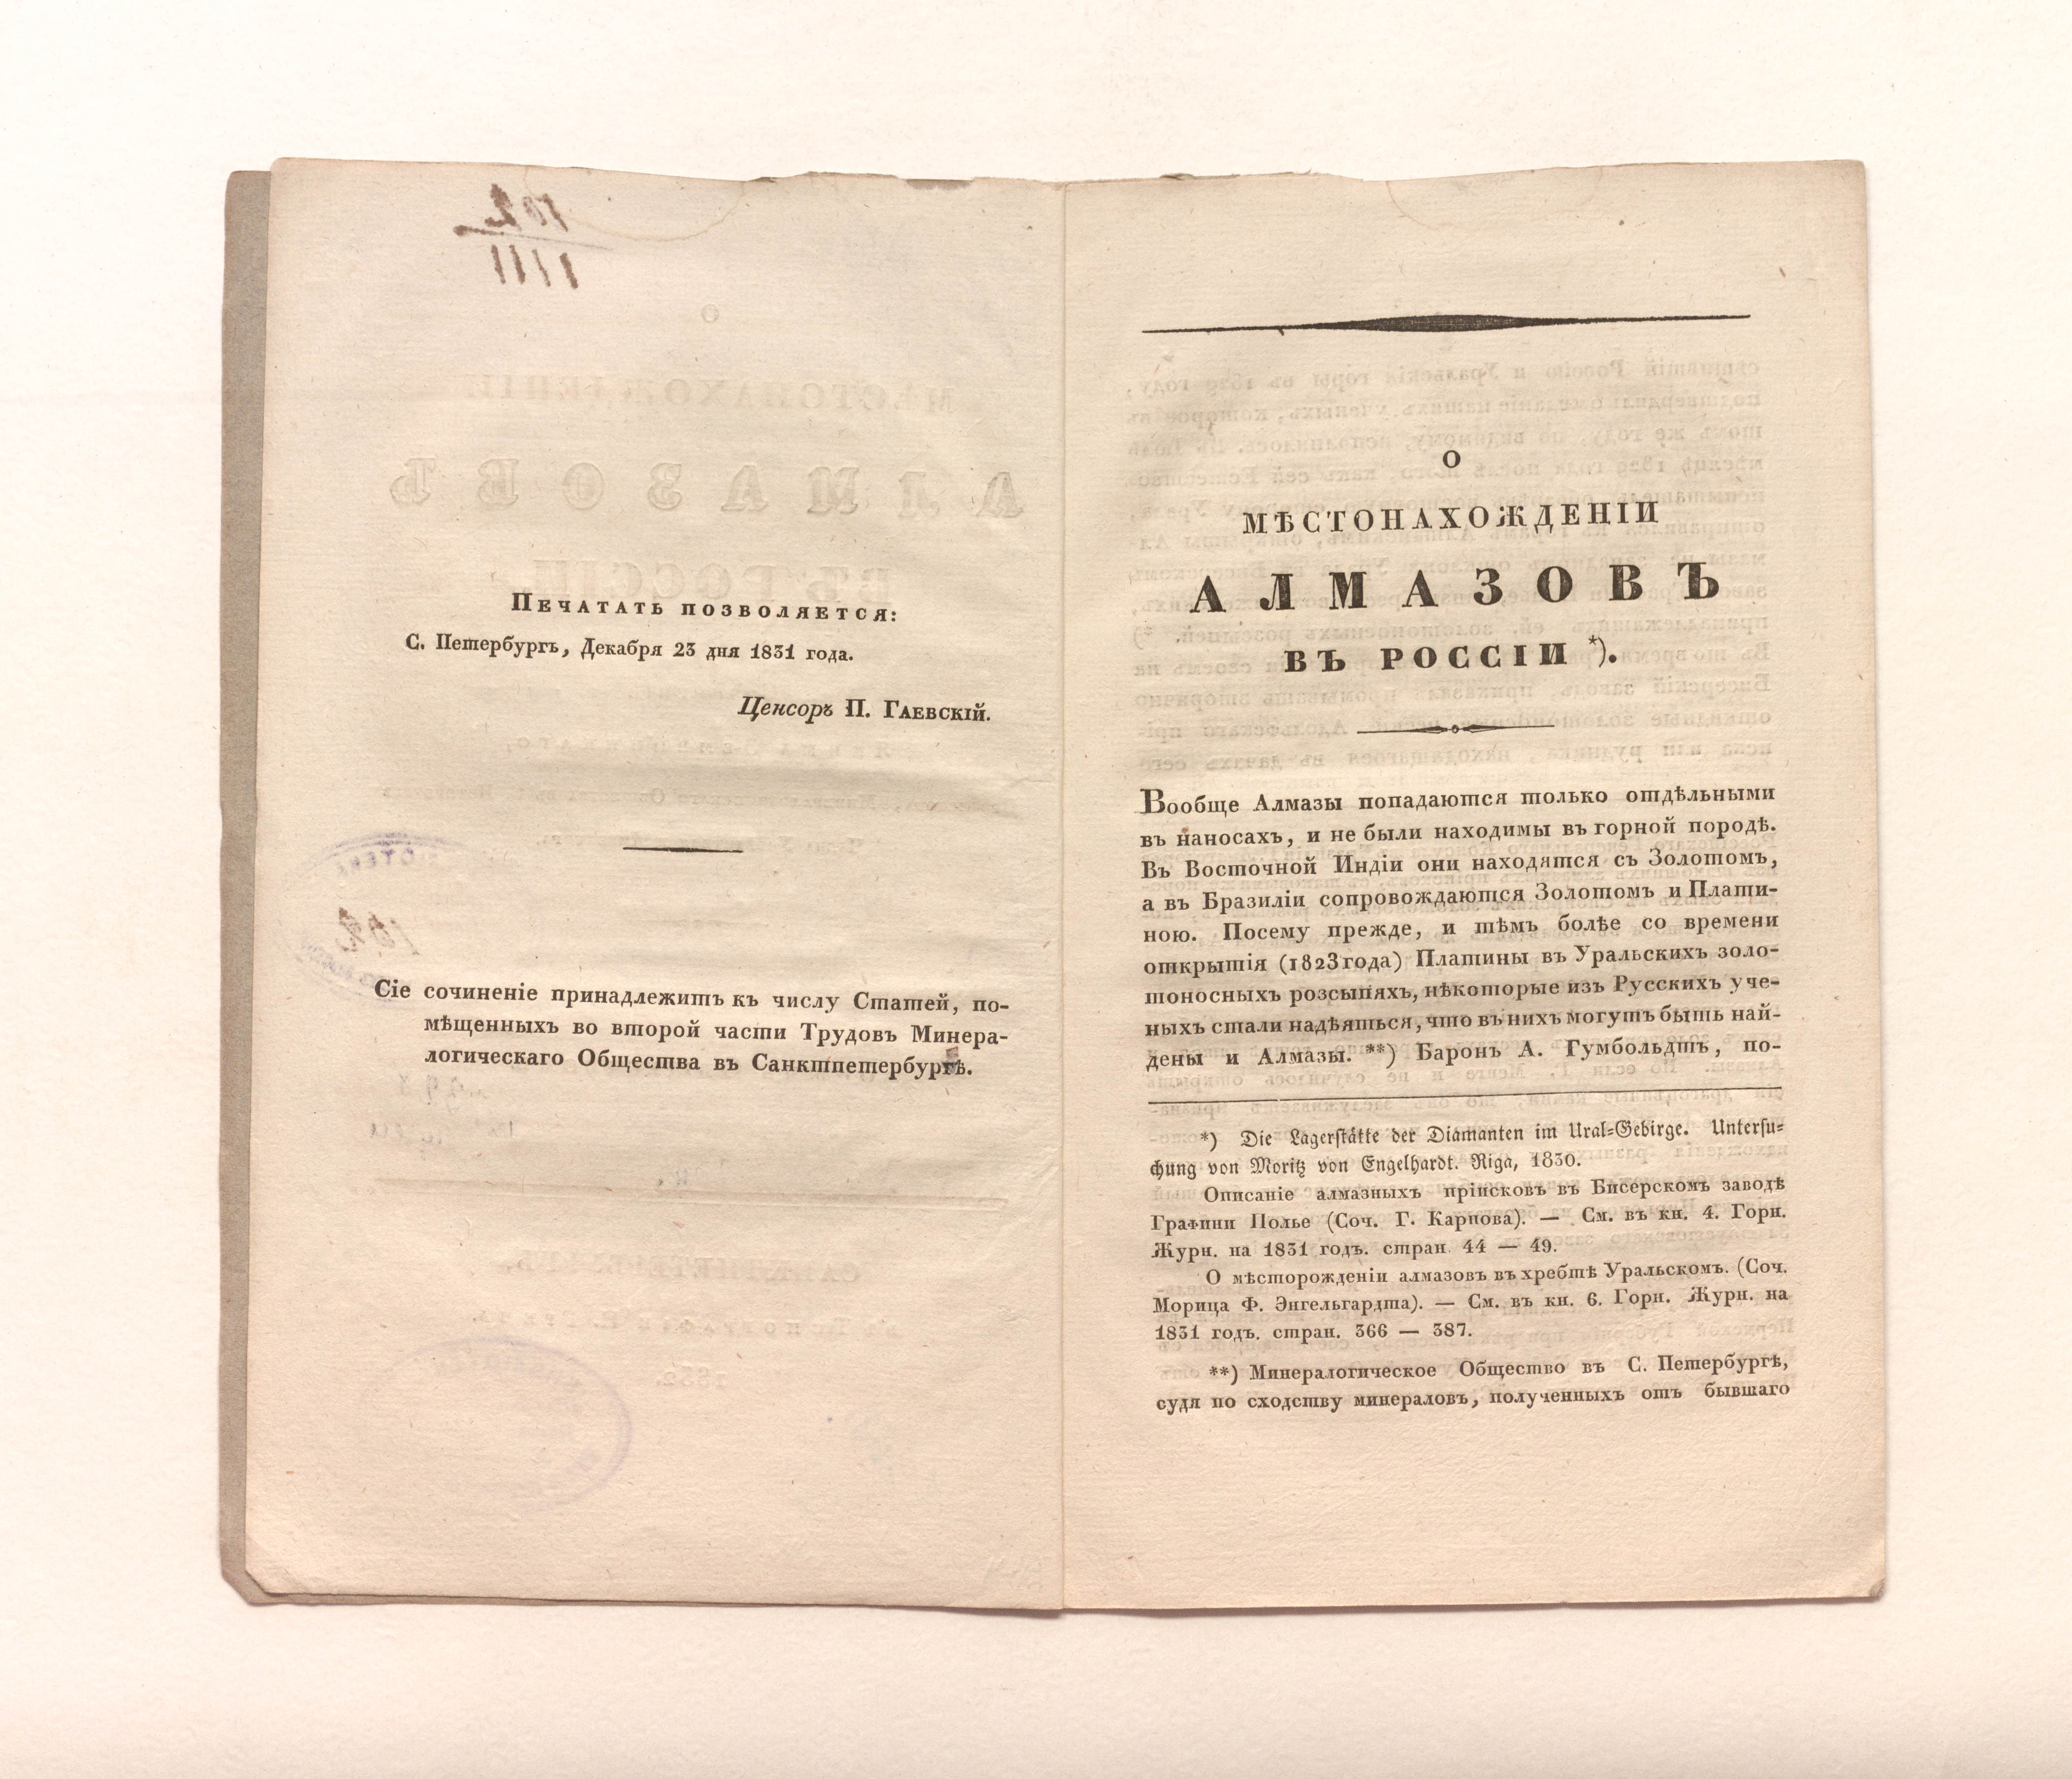 Печатать позволяется:
С. Петербургъ, Декабря 23 дня 1831 года.
Ценсоръ П. Гаевскій.
Сіе сочиненіе принадлежитъ къ числу Статей, по-
мѣщенныхъ во второй части Трудовъ Минера-
логическаго Общества въ Санктпетербургѣ.
О
МѢСТОНАХОЖДЕНІИ
АЛМАЗОВЪ
ВЪ РОССІИ *).
Вообще Алмазы попадаются только отдѣльными
въ наносахъ, и не были находимы въ горной породѣ.
Въ Восточной Индіи они находятся съ Золотомъ,
а въ Бразиліи сопровождаются Золотомъ и Плати-
ною. Посему прежде, и тѣмъ болѣе со времени
открытія (1823 года) Платины въ Уральскихъ золо-
тоносныхъ розсыпяхъ, нѣкоторые изъ Русскихъ уче-
ныхъ стали надѣяться, что въ нихъ могутъ быть най-
дены и Алмазы. **) Баронъ А. Гумбольдтъ, по-
*) Die Lagerstätte der Diamanten im Ural-Gebirge. Untersu-
chung von Moritz von Engelhardt. Riga, 1830.
Описаніе алмазныхъ пріисковъ въ Бисерскомъ заводѣ
Графини Полье (Соч. Г. Карпова). — См. въ кн. 4. Горн.
Журн. на 1831 годъ. стран. 44 — 49.
О мѣсторожденіи алмазовъ въ хребтѣ Уральскомъ. (Соч.
Морица Ф. Энгельгардта). — См. въ кн. 6. Горн. Журн. на
1831 годъ. стран. 366 — 387.
**) Минералогическое Общество въ С. Петербургѣ,
судя по сходству минераловъ, полученныхъ отъ бывшаго